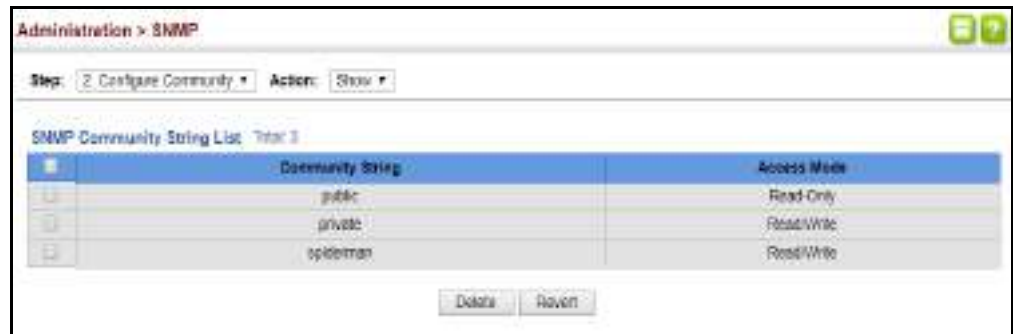 Administration > SNMP
Step: 2. Configure Community Action: Show
SNMP Community String List Total: 3
Community String Access Mode
public Read-Only
private Read/Write
spiderman Read/Write
Delete Revert